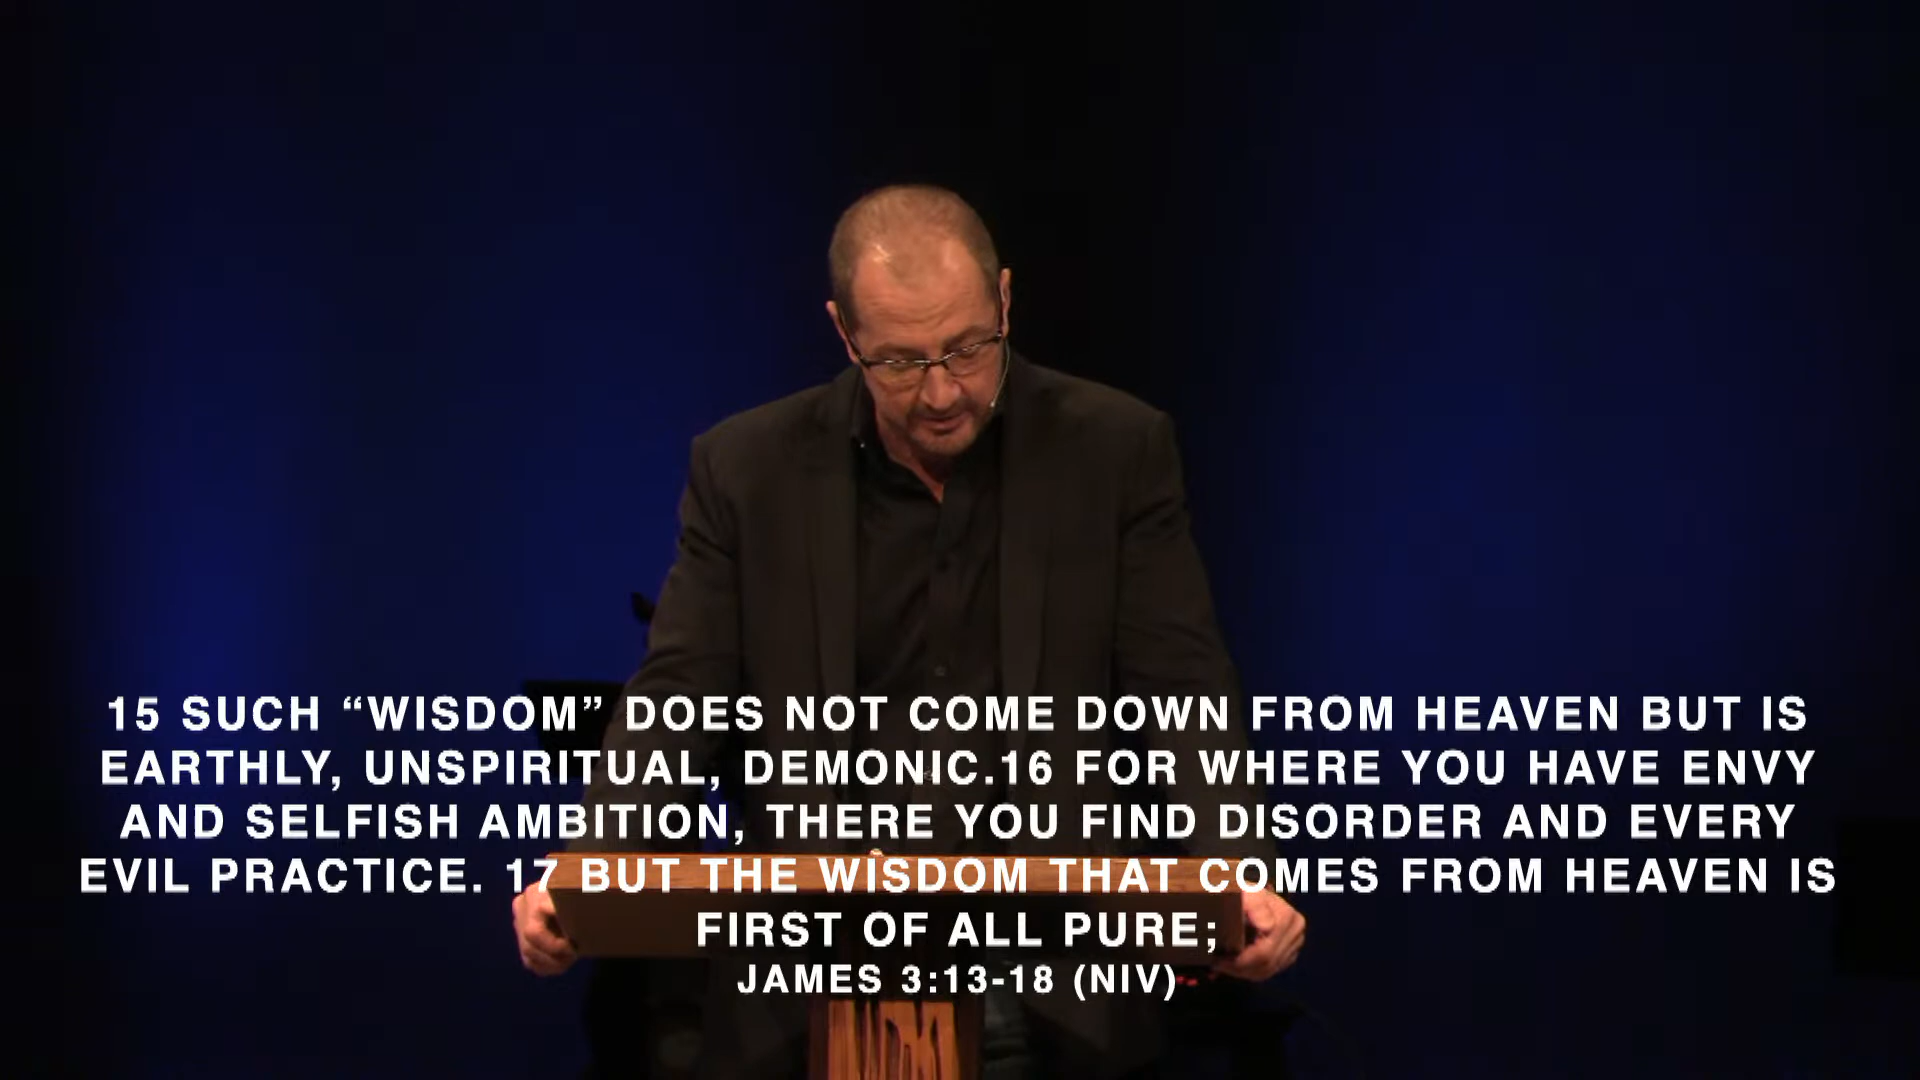 15 SUCH “WISDOM” DOES NOT COME DOWN FROM HEAVEN BUT IS
EARTHLY, UNSPIRITUAL, DEMONIC.16 FOR WHERE YOU HAVE ENVY
AND SELFISH AMBITION, THERE YOU FIND DISORDER AND EVERY
EVIL PRACTICE. 17 BUT THE WISDOM THAT COMES FROM HEAVEN IS
FIRST OF ALL PURE;
JAMES 3:13-18 (NIV)